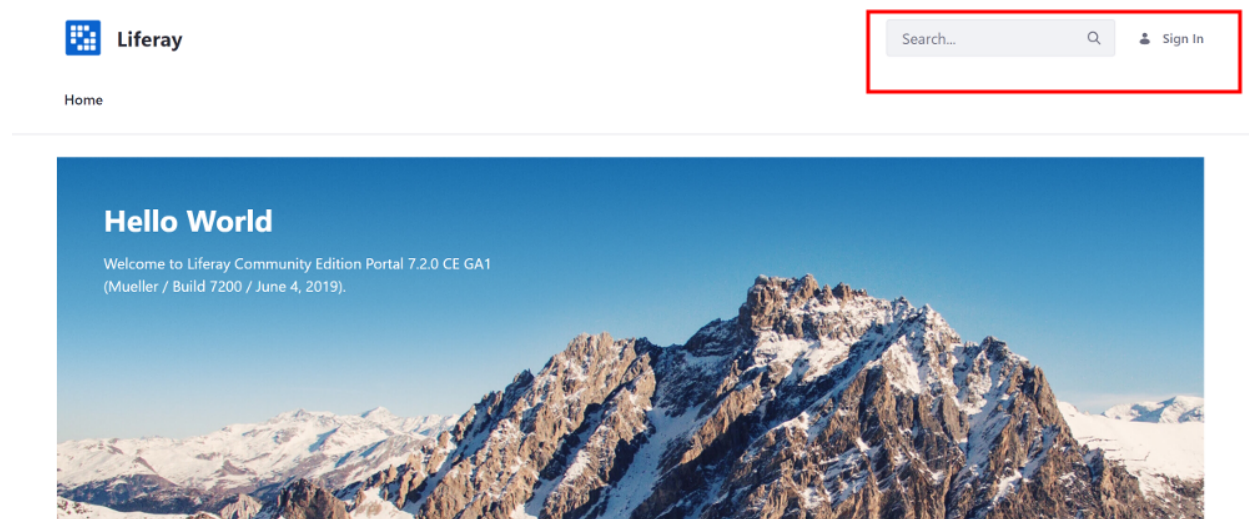 Liferay
Search...
Sign In
Home
Hello World
Welcome to Liferay Community Edition Portal 7.2.0 CE GA1
(Mueller / Build 7200 / June 4, 2019).